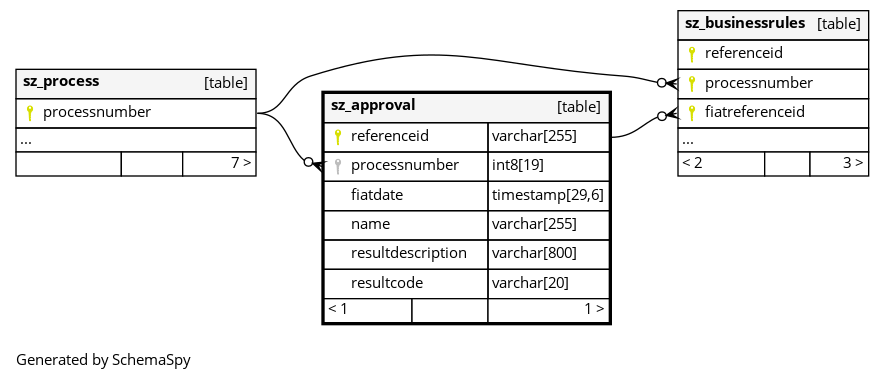 sz_process [table]
processnumber
...
7 >
sz_approval [table]
referenceid varchar[255]
processnumber int8[19]
fiatdate timestamp[29,6]
name varchar[255]
resultdescription varchar[800]
resultcode varchar[20]
< 1 1 >
sz_businessrules [table]
referenceid
processnumber
fiatreferenceid
...
< 2 3 >
Generated by SchemaSpy